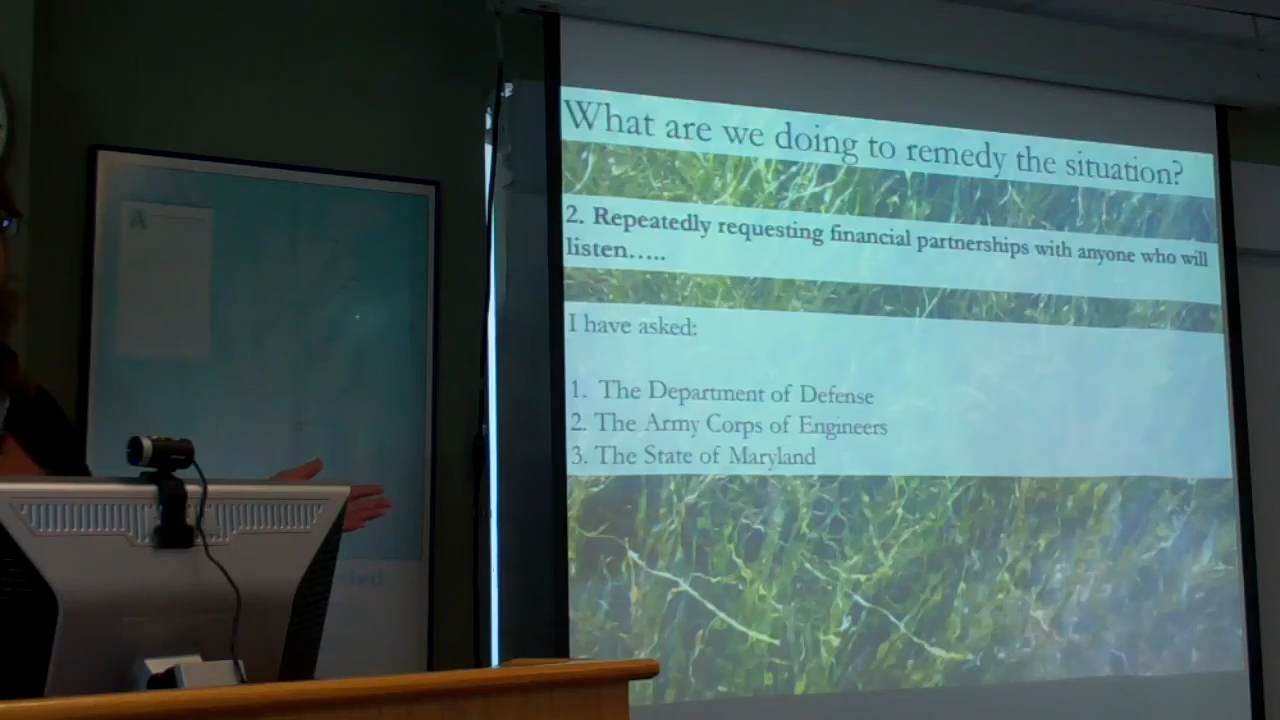 What are we doing to remedy the situation?
2. Repeatedly requesting financial partnerships with anyone who will
listen…..
I have asked:
1. The Department of Defense
2. The Army Corps of Engineers
3. The State of Maryland
A